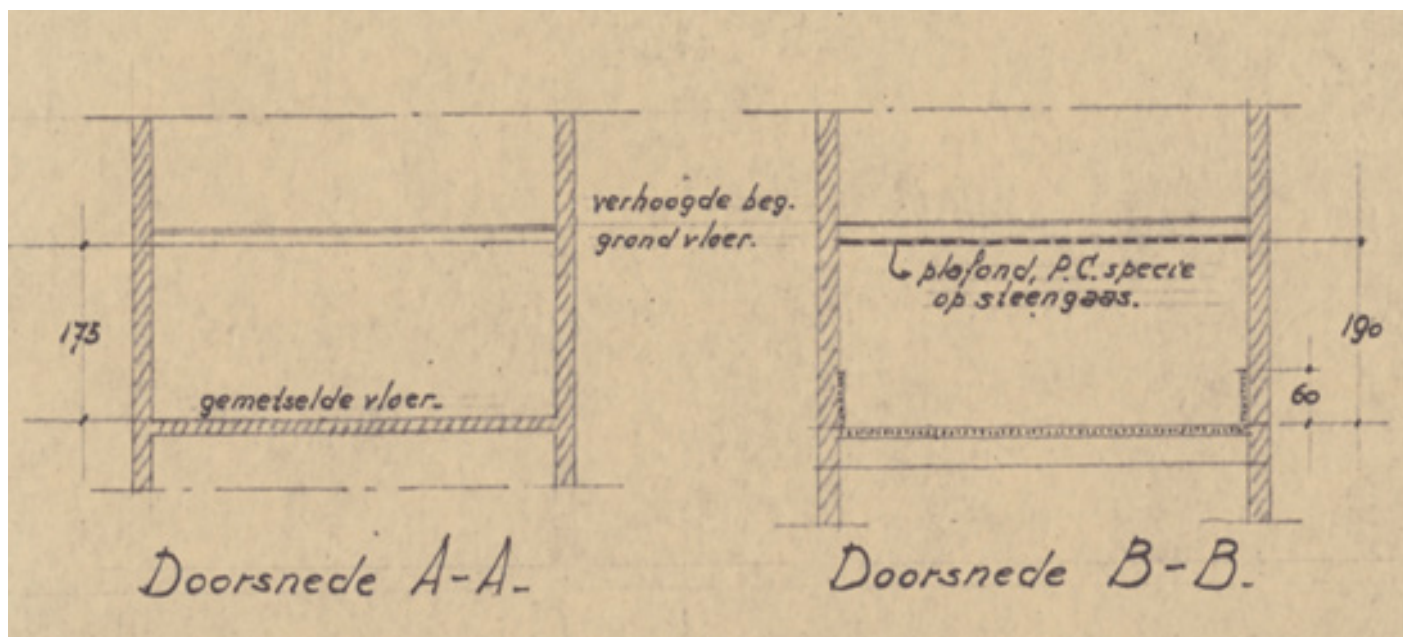 verhoogde beg.
grond vloer.
175
gemetselde vloer.
plafond, P.C. specie
op steengaas.
190
60
Doorsnede A-A.
Doorsnede B-B.